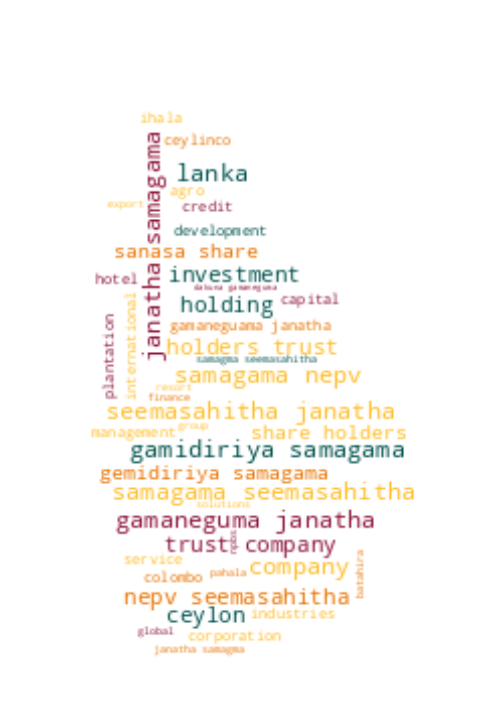 ihala
ceylinco
janatha samagama
lanka
agro
export
credit
development
sanasa share
hotel
investment
dakuna gamaneguma
international
holding
capital
plantation
gamaneguama janatha
holders trust
samagma seemasahitha
samagama nepv
resort
finance
seemasahitha janatha
group
management
share holders
gamidiriya samagama
gemidiriya samagama
samagama seemasahitha
solutions
gamaneguma janatha
trust
company
service
company
pahala
colombo
batahira
nepv seemasahitha
ceylon
industries
global
corporation
janatha samagma